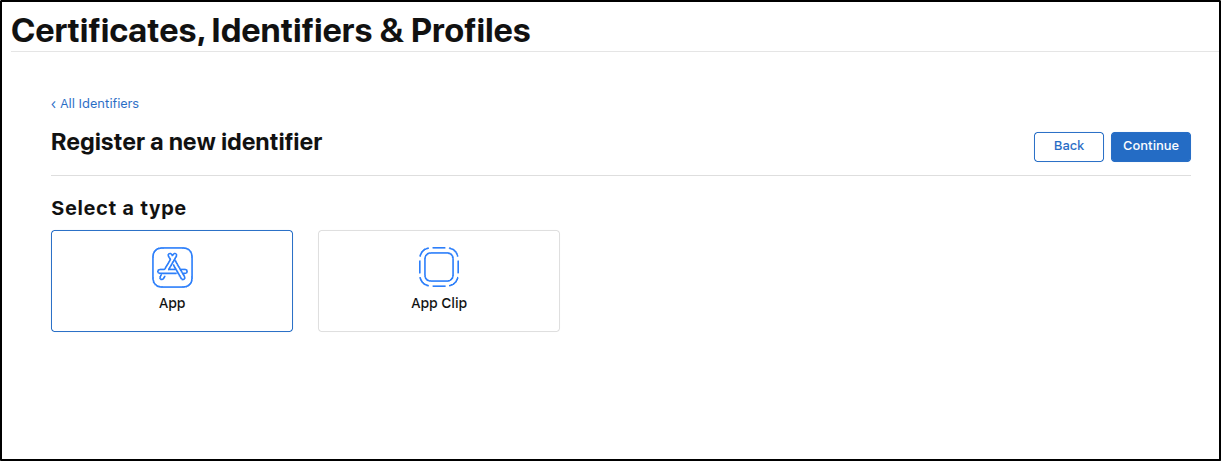 Certificates, Identifiers & Profiles
‹ All Identifiers
Register a new identifier
Back
Continue
Select a type
App
App Clip